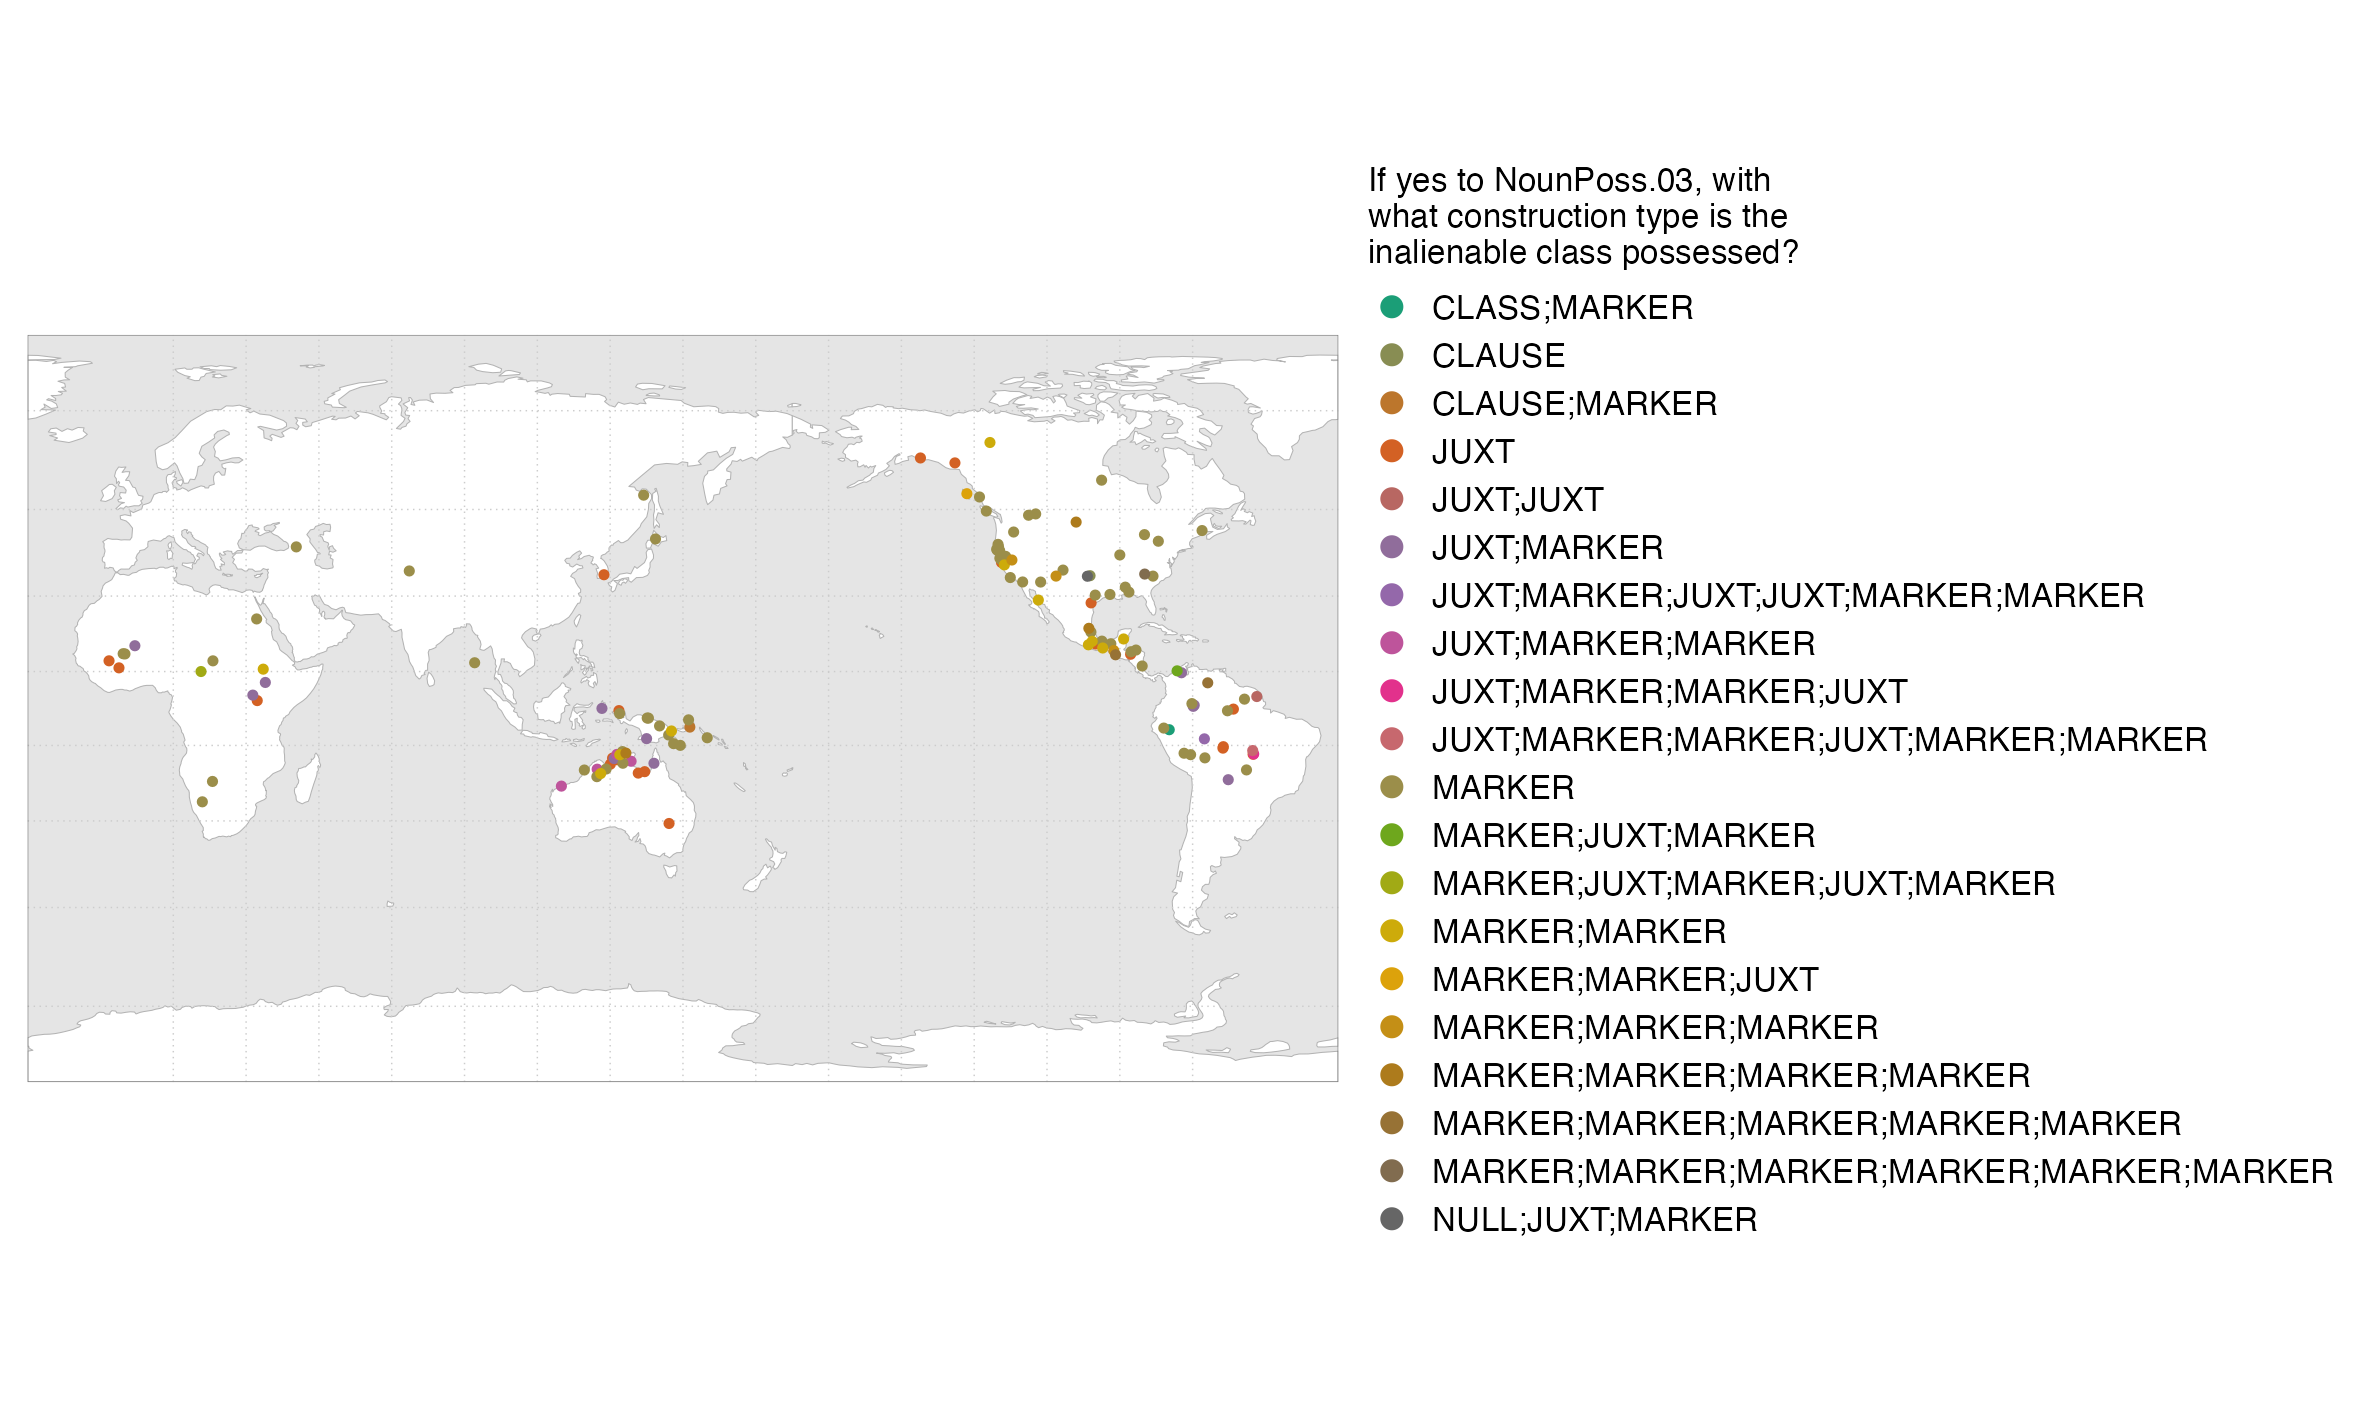 If yes to NounPoss.03, with
what construction type is the
inalienable class possessed?
CLASS;MARKER
CLAUSE
CLAUSE;MARKER
JUXT
JUXT;JUXT
JUXT;MARKER
JUXT;MARKER;JUXT;JUXT;MARKER;MARKER
JUXT;MARKER;MARKER
JUXT;MARKER;MARKER;JUXT
JUXT;MARKER;MARKER;JUXT;MARKER;MARKER
MARKER
MARKER;JUXT;MARKER
MARKER;JUXT;MARKER;JUXT;MARKER
MARKER;MARKER
MARKER;MARKER;JUXT
MARKER;MARKER;MARKER
MARKER;MARKER;MARKER;MARKER
MARKER;MARKER;MARKER;MARKER;MARKER
MARKER;MARKER;MARKER;MARKER;MARKER;MARKER
NULL;JUXT;MARKER